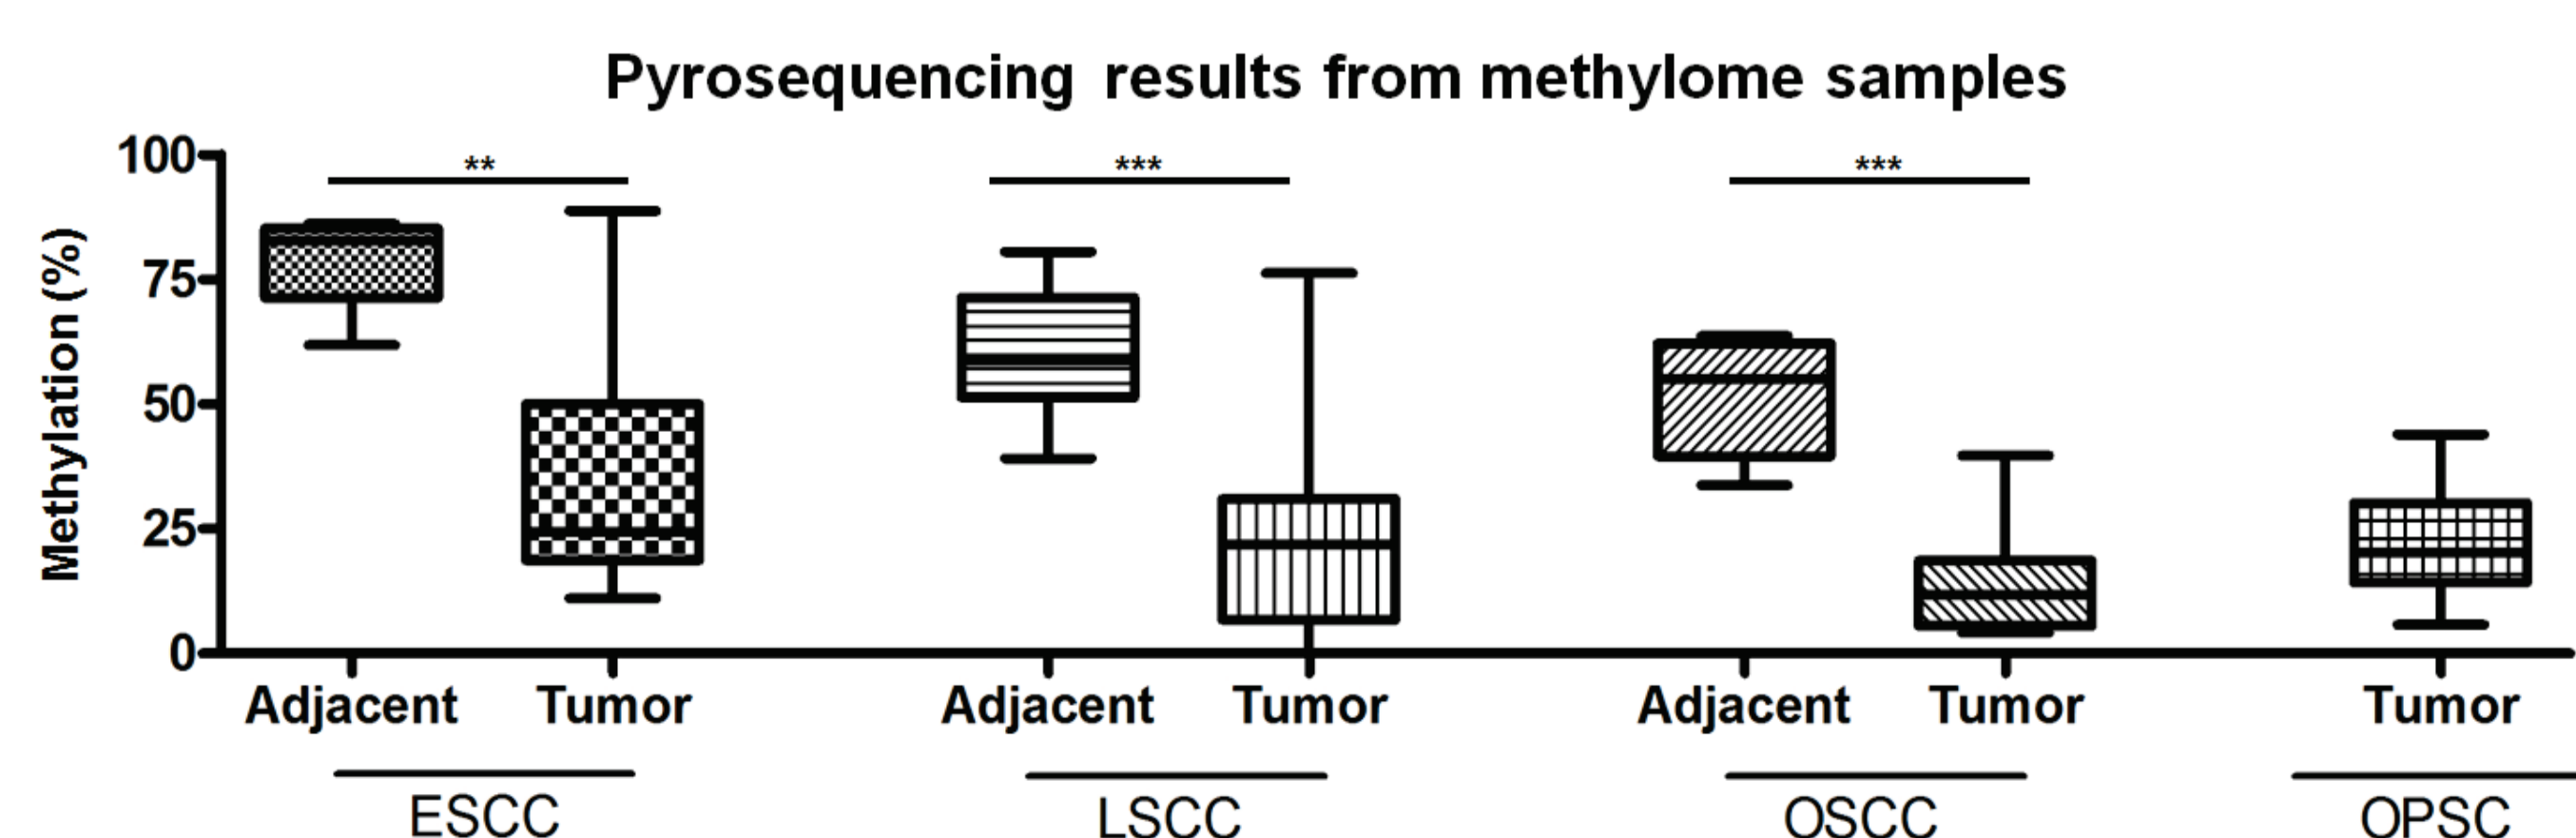 Pyrosequencing results from methylome samples
Methylation (%)
100
75
50
25
0
** *** ***
Adjacent Tumor Adjacent Tumor Adjacent Tumor Tumor
ESCC LSCC OSCC OPSC